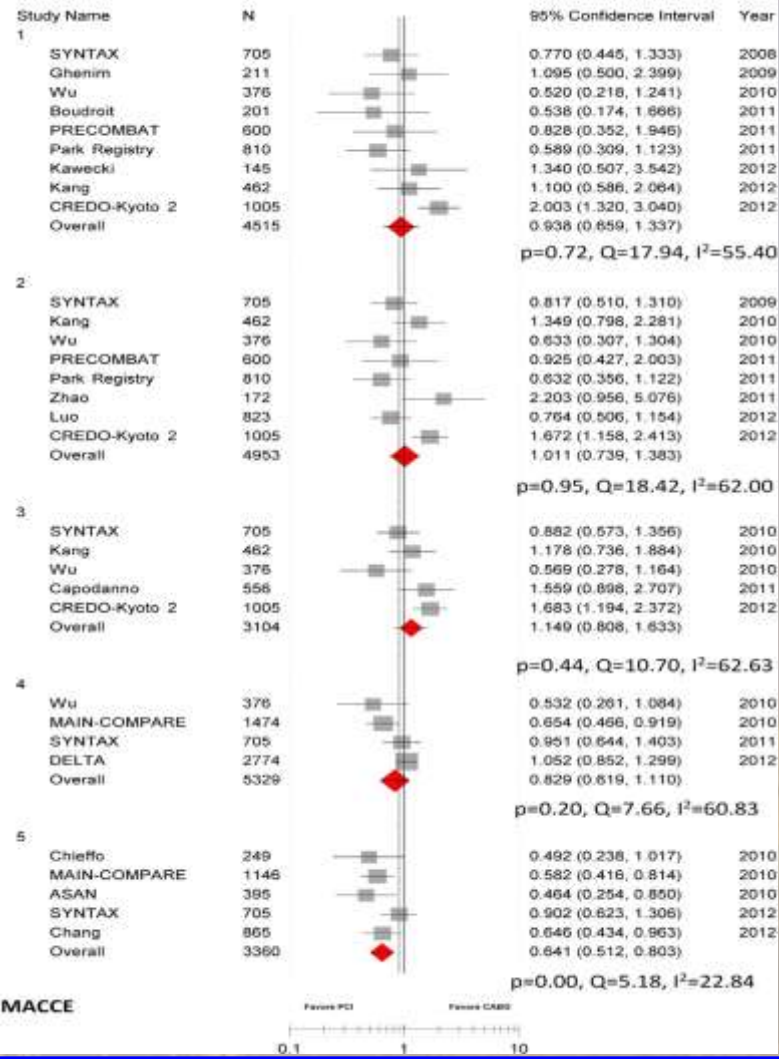 Study Name N 95% Confidence Interval Year
1
SYNTAX 705 0.770 (0.445, 1.333) 2008
Ghenim 211 1.095 (0.500, 2.399) 2009
Wu 376 0.520 (0.218, 1.241) 2010
Boudroit 201 0.538 (0.174, 1.666) 2011
PRECOMBAT 600 0.828 (0.352, 1.946) 2011
Park Registry 810 0.589 (0.309, 1.123) 2011
Kawecki 145 1.340 (0.507, 3.542) 2012
Kang 462 1.100 (0.586, 2.064) 2012
CREDO-Kyoto 2 1005 2.003 (1.320, 3.040) 2012
Overall 4515 0.938 (0.659, 1.337)
p=0.72, Q=17.94, I²=55.40
2
SYNTAX 705 0.817 (0.510, 1.310) 2009
Kang 462 1.349 (0.798, 2.281) 2010
Wu 376 0.633 (0.307, 1.304) 2010
PRECOMBAT 600 0.925 (0.427, 2.003) 2011
Park Registry 810 0.632 (0.356, 1.122) 2011
Zhao 172 2.203 (0.956, 5.076) 2011
Luo 823 0.764 (0.506, 1.154) 2012
CREDO-Kyoto 2 1005 1.672 (1.158, 2.413) 2012
Overall 4953 1.011 (0.739, 1.383)
p=0.95, Q=18.42, I²=62.00
3
SYNTAX 705 0.882 (0.573, 1.356) 2010
Kang 462 1.178 (0.736, 1.884) 2010
Wu 376 0.569 (0.278, 1.164) 2010
Capodanno 556 1.559 (0.898, 2.707) 2011
CREDO-Kyoto 2 1005 1.683 (1.194, 2.372) 2012
Overall 3104 1.149 (0.808, 1.633)
p=0.44, Q=10.70, I²=62.63
4
Wu 376 0.532 (0.261, 1.084) 2010
MAIN-COMPARE 1474 0.654 (0.466, 0.919) 2010
SYNTAX 705 0.951 (0.644, 1.403) 2011
DELTA 2774 1.052 (0.852, 1.299) 2012
Overall 5329 0.829 (0.619, 1.110)
p=0.20, Q=7.66, I²=60.83
5
Chieffo 249 0.492 (0.238, 1.017) 2010
MAIN-COMPARE 1146 0.582 (0.416, 0.814) 2010
ASAN 395 0.464 (0.254, 0.850) 2010
SYNTAX 705 0.902 (0.623, 1.306) 2012
Chang 865 0.646 (0.434, 0.963) 2012
Overall 3360 0.641 (0.512, 0.803)
p=0.00, Q=5.18, I²=22.84
MACCE Favors PCI Favors CABG
0.1 1 10